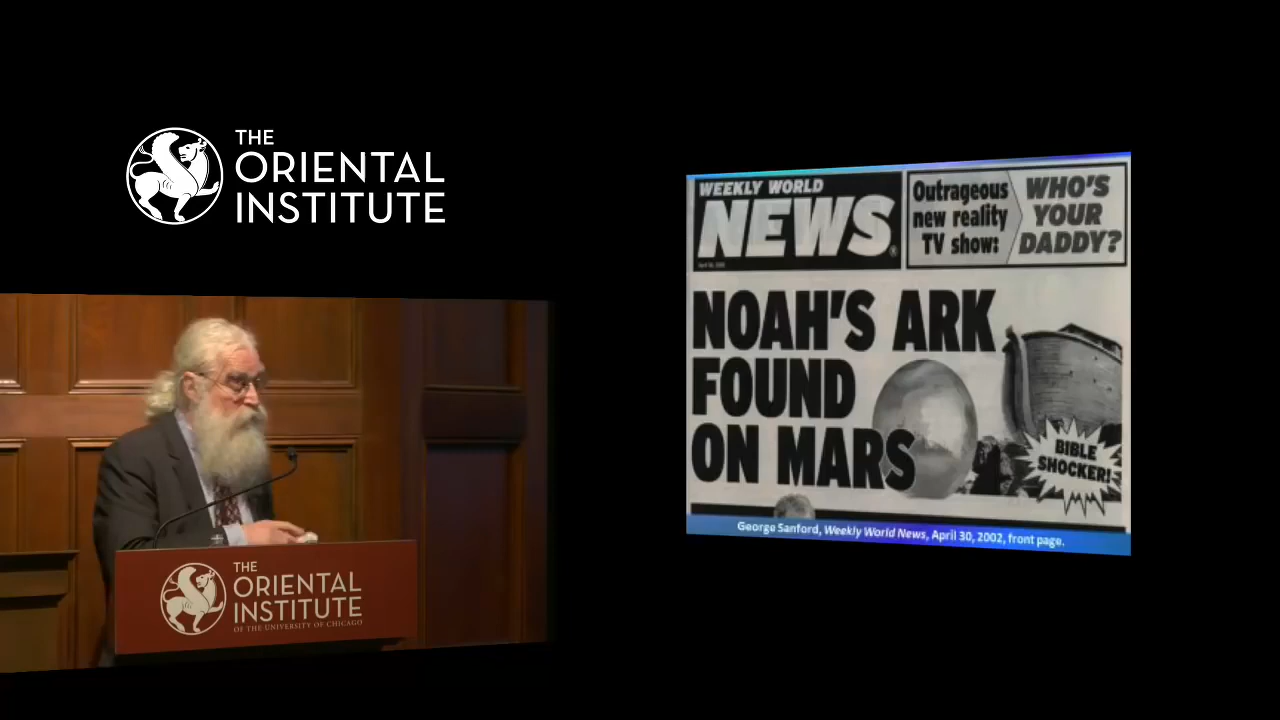 THE
ORIENTAL
INSTITUTE
WEEKLY WORLD
NEWS
Outrageous
new reality
TV show:
WHO'S
YOUR
DADDY?
NOAH'S ARK
FOUND
ON MARS
BIBLE
SHOCKER!
George Sanford, Weekly World News, April 30, 2002, front page.
THE
ORIENTAL
INSTITUTE
OF THE UNIVERSITY OF CHICAGO